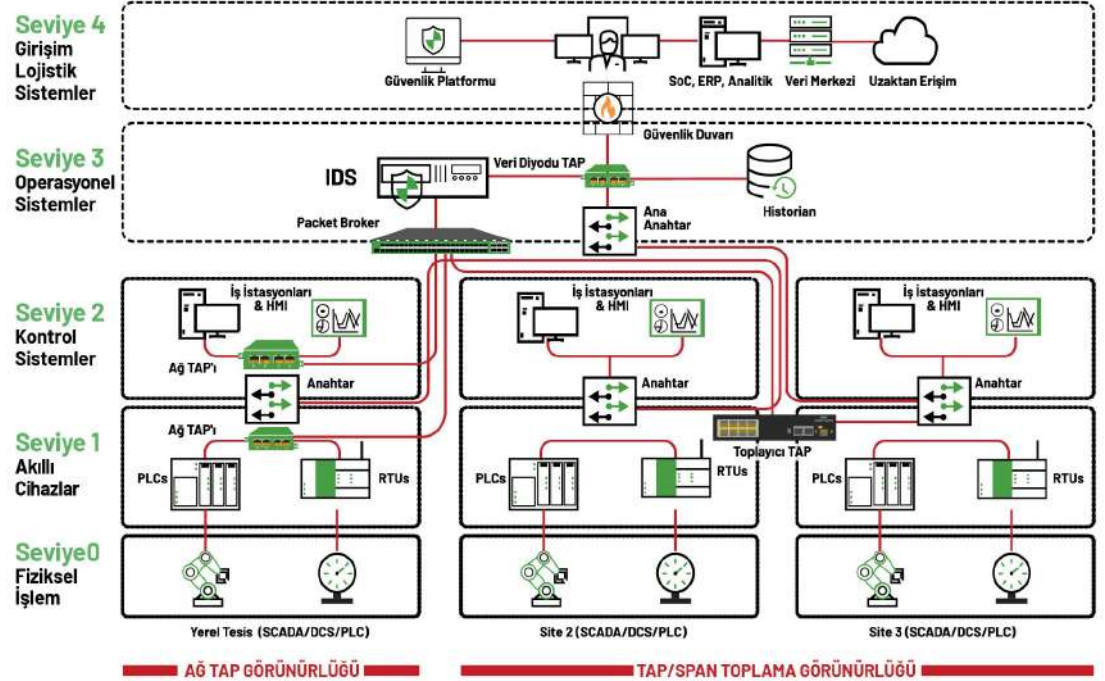 Seviye 4
Girişim
Lojistik
Sistemler
Güvenlik Platformu
SoC, ERP, Analitik
Veri Merkezi
Uzaktan Erişim
Güvenlik Duvarı
Seviye 3
Operasyonel
Sistemler
IDS
Veri Diyodu TAP
Historian
Packet Broker
Ana
Anahtar
Seviye 2
Kontrol
Sistemler
İş İstasyonları
& HMI
Ağ TAP'ı
Anahtar
İş İstasyonları
& HMI
Anahtar
İş İstasyonları
& HMI
Anahtar
Seviye 1
Akıllı
Cihazlar
Ağ TAP'ı
PLCs
RTUs
PLCs
RTUs
Toplayıcı TAP
PLCs
RTUs
Seviye0
Fiziksel
İşlem
Yerel Tesis (SCADA/DCS/PLC)
Site 2 (SCADA/DCS/PLC)
Site 3 (SCADA/DCS/PLC)
AĞ TAP GÖRÜNÜRLÜĞÜ
TAP/SPAN TOPLAMA GÖRÜNÜRLÜĞÜ